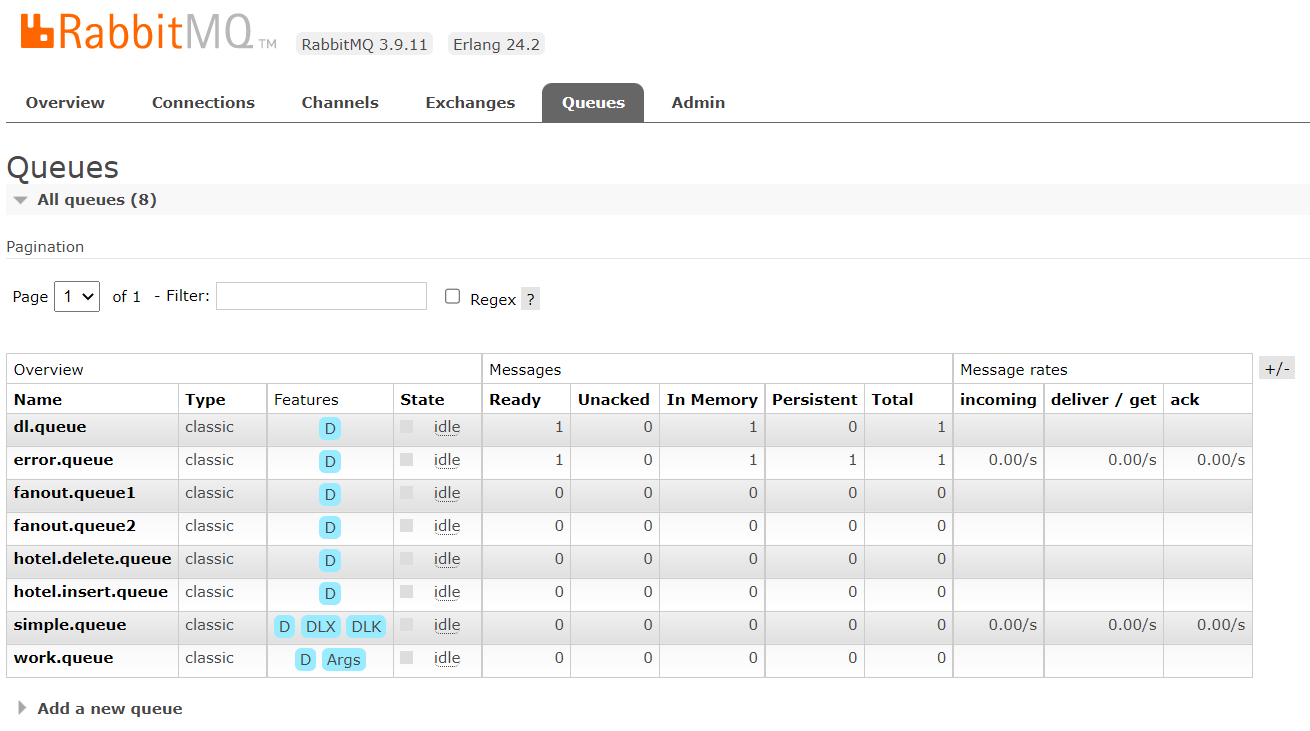 RabbitMQ TM RabbitMQ 3.9.11 Erlang 24.2
Overview Connections Channels Exchanges Queues Admin
Queues
All queues (8)
Pagination
Page 1 of 1 - Filter: Regex ?
Overview Messages Message rates +/-
Name Type Features State Ready Unacked In Memory Persistent Total incoming deliver / get ack
dl.queue classic D idle 1 0 1 0 1
error.queue classic D idle 1 0 1 1 1 0.00/s 0.00/s 0.00/s
fanout.queue1 classic D idle 0 0 0 0 0
fanout.queue2 classic D idle 0 0 0 0 0
hotel.delete.queue classic D idle 0 0 0 0 0
hotel.insert.queue classic D idle 0 0 0 0 0
simple.queue classic D DLX DLK idle 0 0 0 0 0 0.00/s 0.00/s 0.00/s
work.queue classic D Args idle 0 0 0 0 0
Add a new queue